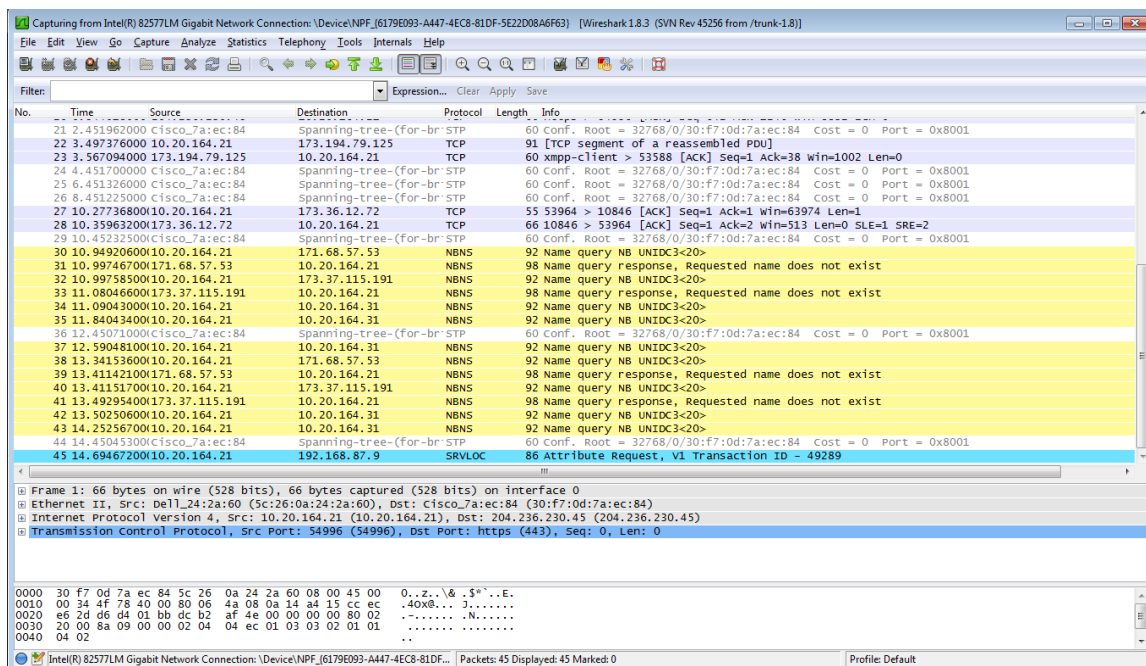 Capturing from Intel(R) 82577LM Gigabit Network Connection: \Device\NPF_{6179E093-A447-4EC8-81DF-5E22D08A6F63} [Wireshark 1.8.3 (SVN Rev 45256 from /trunk-1.8)]
File Edit View Go Capture Analyze Statistics Telephony Tools Internals Help
Filter: Expression... Clear Apply Save
No. Time Source Destination Protocol Length Info
21 2.451962000 Cisco_7a:ec:84 Spanning-tree-(for-br STP 60 Conf. Root = 32768/0/30:f7:0d:7a:ec:84 Cost = 0 Port = 0x8001
22 3.497376000 10.20.164.21 173.194.79.125 TCP 91 [TCP segment of a reassembled PDU]
23 3.567094000 173.194.79.125 10.20.164.21 TCP 60 xmpp-client > 53588 [ACK] Seq=1 Ack=38 Win=1002 Len=0
24 4.451700000 Cisco_7a:ec:84 Spanning-tree-(for-br STP 60 Conf. Root = 32768/0/30:f7:0d:7a:ec:84 Cost = 0 Port = 0x8001
25 6.451326000 Cisco_7a:ec:84 Spanning-tree-(for-br STP 60 Conf. Root = 32768/0/30:f7:0d:7a:ec:84 Cost = 0 Port = 0x8001
26 8.451225000 Cisco_7a:ec:84 Spanning-tree-(for-br STP 60 Conf. Root = 32768/0/30:f7:0d:7a:ec:84 Cost = 0 Port = 0x8001
27 10.27736800(10.20.164.21 173.36.12.72 TCP 55 53964 > 10846 [ACK] Seq=1 Ack=1 Win=63974 Len=1
28 10.35963200(173.36.12.72 10.20.164.21 TCP 66 10846 > 53964 [ACK] Seq=1 Ack=2 Win=513 Len=0 SLE=1 SRE=2
29 10.45232500(Cisco_7a:ec:84 Spanning-tree-(for-br STP 60 Conf. Root = 32768/0/30:f7:0d:7a:ec:84 Cost = 0 Port = 0x8001
30 10.94920600(10.20.164.21 171.68.57.53 NBNS 92 Name query NB UNIDC3<20>
31 10.99746700(171.68.57.53 10.20.164.21 NBNS 98 Name query response, Requested name does not exist
32 10.99758500(10.20.164.21 173.37.115.191 NBNS 92 Name query NB UNIDC3<20>
33 11.08046600(173.37.115.191 10.20.164.21 NBNS 98 Name query response, Requested name does not exist
34 11.09043000(10.20.164.21 10.20.164.31 NBNS 92 Name query NB UNIDC3<20>
35 11.84043400(10.20.164.21 10.20.164.31 NBNS 92 Name query NB UNIDC3<20>
36 12.45071000(Cisco_7a:ec:84 Spanning-tree-(for-br STP 60 Conf. Root = 32768/0/30:f7:0d:7a:ec:84 Cost = 0 Port = 0x8001
37 12.59048100(10.20.164.21 10.20.164.31 NBNS 92 Name query NB UNIDC3<20>
38 13.34153600(10.20.164.21 171.68.57.53 NBNS 92 Name query NB UNIDC3<20>
39 13.41142100(171.68.57.53 10.20.164.21 NBNS 98 Name query response, Requested name does not exist
40 13.41151700(10.20.164.21 173.37.115.191 NBNS 92 Name query NB UNIDC3<20>
41 13.49295400(173.37.115.191 10.20.164.21 NBNS 98 Name query response, Requested name does not exist
42 13.50250600(10.20.164.21 10.20.164.31 NBNS 92 Name query NB UNIDC3<20>
43 14.25256700(10.20.164.21 10.20.164.31 NBNS 92 Name query NB UNIDC3<20>
44 14.45045300(Cisco_7a:ec:84 Spanning-tree-(for-br STP 60 Conf. Root = 32768/0/30:f7:0d:7a:ec:84 Cost = 0 Port = 0x8001
45 14.69467200(10.20.164.21 192.168.87.9 SRVLOC 86 Attribute Request, V1 Transaction ID - 49289
Frame 1: 66 bytes on wire (528 bits), 66 bytes captured (528 bits) on interface 0
Ethernet II, Src: Dell_24:2a:60 (5c:26:0a:24:2a:60), Dst: Cisco_7a:ec:84 (30:f7:0d:7a:ec:84)
Internet Protocol Version 4, Src: 10.20.164.21 (10.20.164.21), Dst: 204.236.230.45 (204.236.230.45)
Transmission Control Protocol, Src Port: 54996 (54996), Dst Port: https (443), Seq: 0, Len: 0
0000 30 f7 0d 7a ec 84 5c 26 0a 24 2a 60 08 00 45 00 0..z..\& .$*`..E.
0010 00 34 4f 78 40 00 80 06 4a 08 0a 14 a4 15 cc ec .4Ox@... J.......
0020 e6 2d d6 d4 01 bb dc b2 af 4e 00 00 00 00 80 02 .-...... .N......
0030 20 00 8a 09 00 00 02 04 04 ec 01 03 03 02 01 01 ....... ........
0040 04 02 ..
Intel(R) 82577LM Gigabit Network Connection: \Device\NPF_{6179E093-A447-4EC8-81DF... Packets: 45 Displayed: 45 Marked: 0 Profile: Default